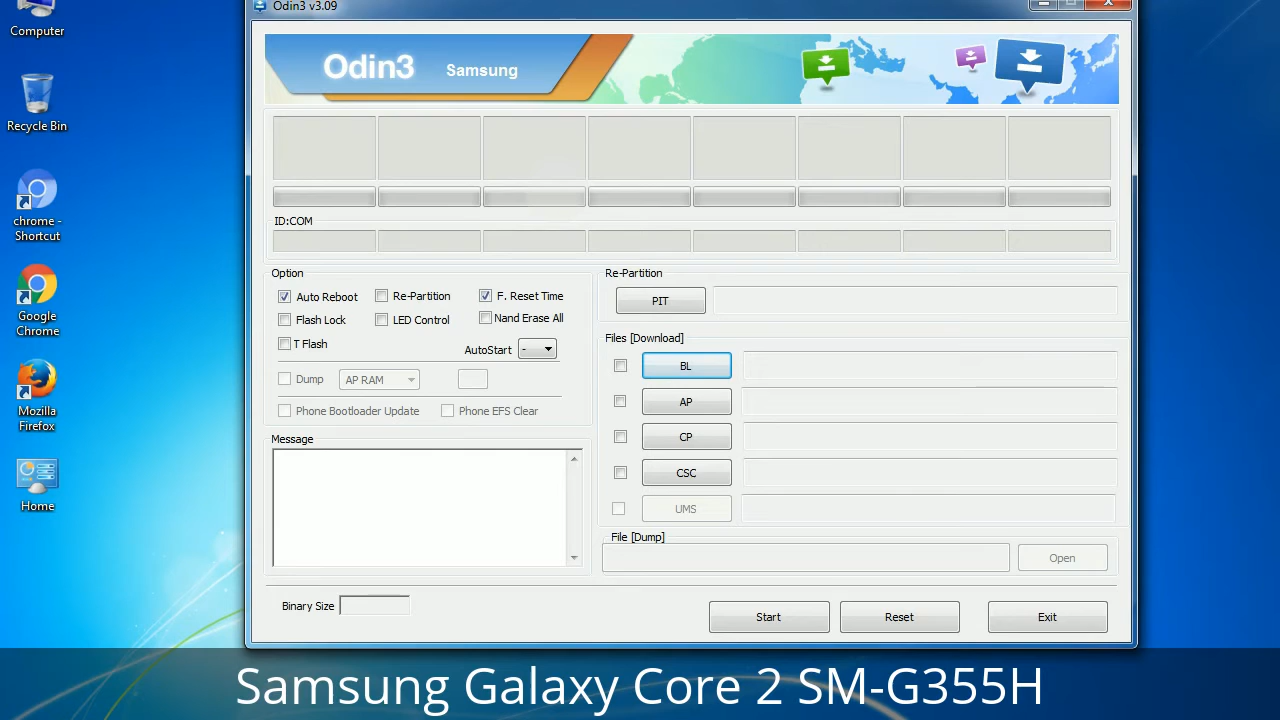 Odin3 v3.09
Computer
Recycle Bin
chrome -
Shortcut
Google
Chrome
Mozilla
Firefox
Home
Odin3 Samsung
ID:COM
Option
Auto Reboot Re-Partition F. Reset Time
Flash Lock LED Control Nand Erase All
T Flash
AutoStart -
Dump AP RAM
Phone Bootloader Update Phone EFS Clear
Message
Re-Partition
PIT
Files [Download]
BL
AP
CP
CSC
UMS
File [Dump]
Open
Binary Size
Start Reset Exit
Samsung Galaxy Core 2 SM-G355H